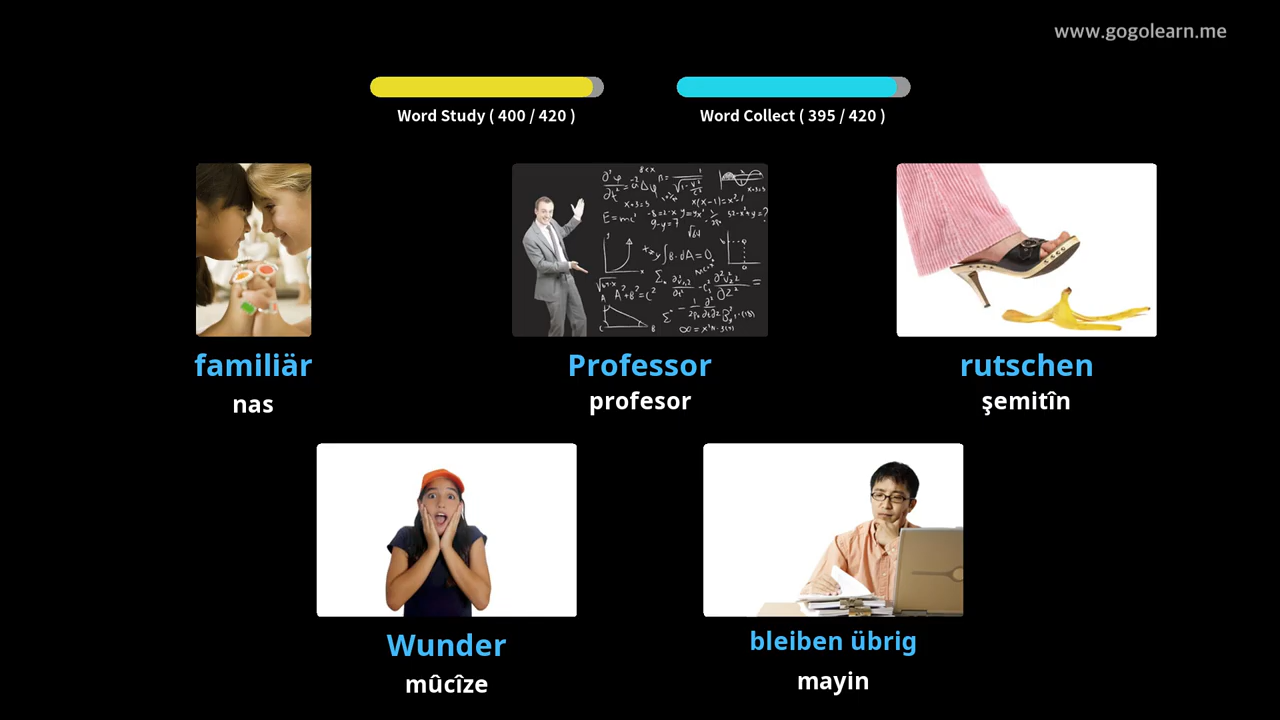 www.gogolearn.me
Word Study ( 400 / 420 )
Word Collect ( 395 / 420 )
familiär
nas
Professor
profesor
rutschen
şemitîn
Wunder
mûcîze
bleiben übrig
mayin